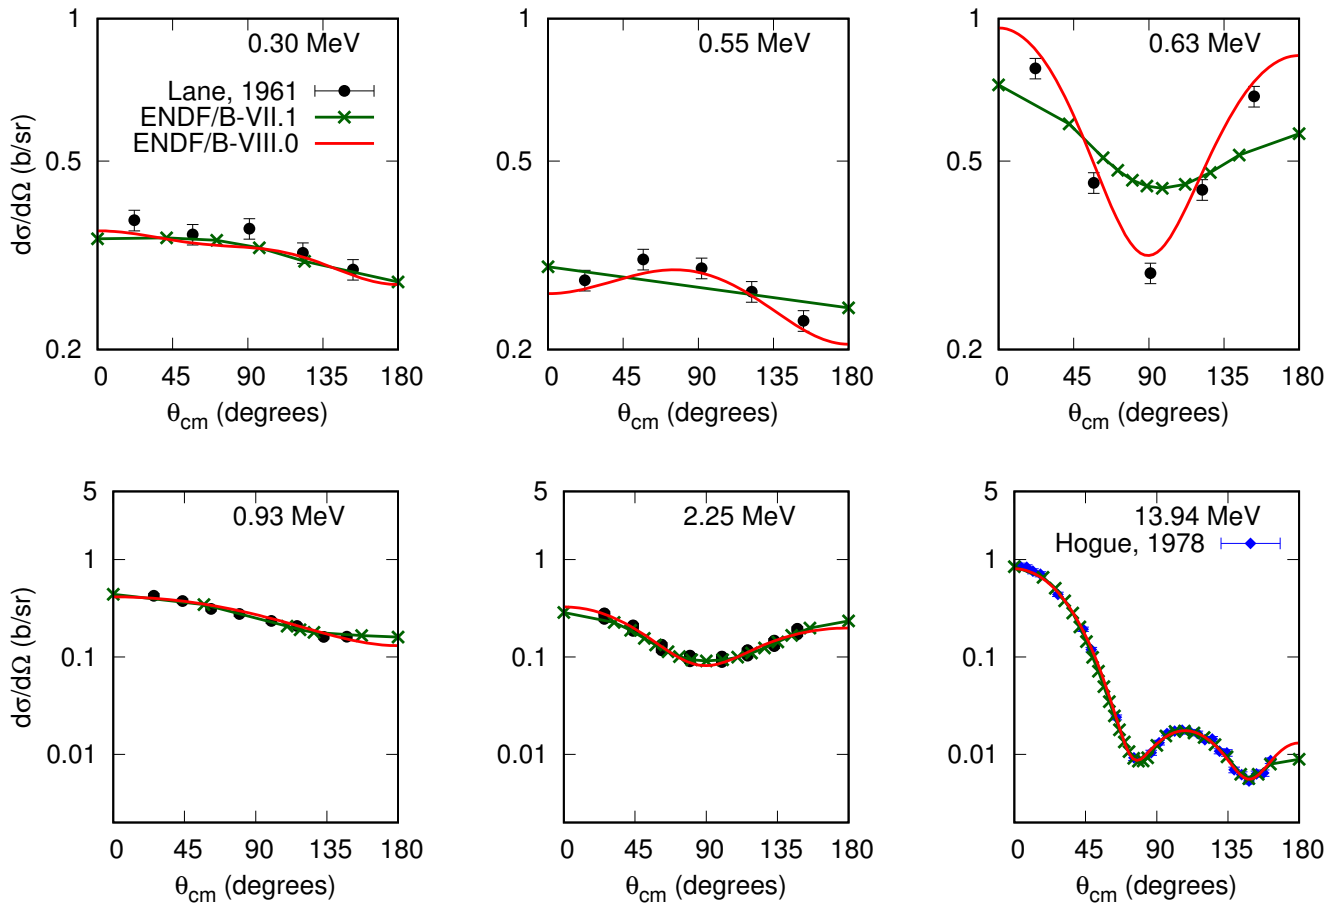 1
0.5
0.2
dσ/dΩ (b/sr)
0.30 MeV
Lane, 1961
ENDF/B-VII.1
ENDF/B-VIII.0
0 45 90 135 180
θcm (degrees)
1
0.5
0.2
0.55 MeV
0 45 90 135 180
θcm (degrees)
1
0.5
0.2
0.63 MeV
0 45 90 135 180
θcm (degrees)
5
1
0.1
0.01
dσ/dΩ (b/sr)
0.93 MeV
0 45 90 135 180
θcm (degrees)
5
1
0.1
0.01
2.25 MeV
0 45 90 135 180
θcm (degrees)
5
1
0.1
0.01
13.94 MeV
Hogue, 1978
0 45 90 135 180
θcm (degrees)